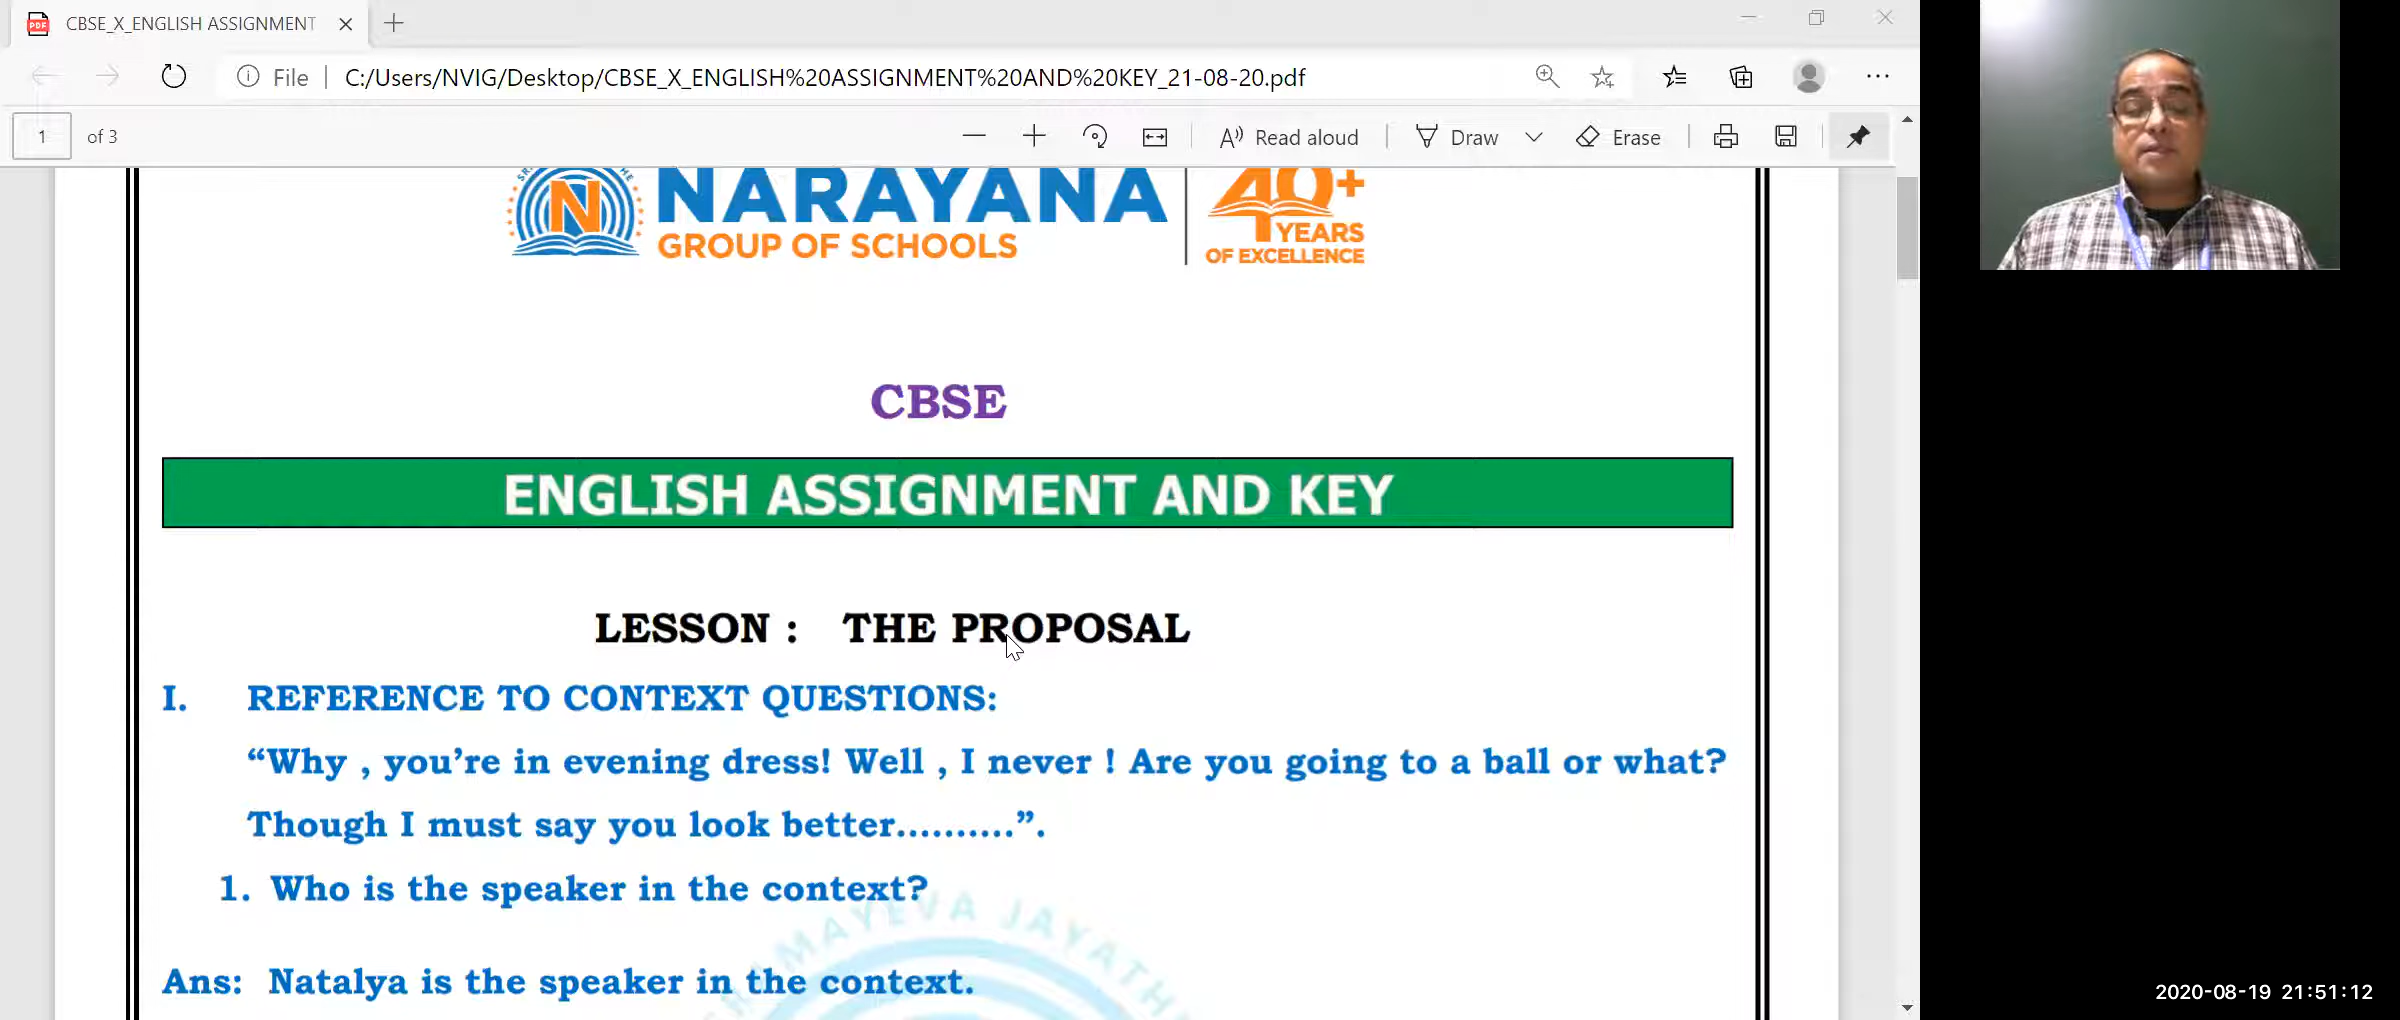 CBSE_X_ENGLISH ASSIGNMENT
File
C:/Users/NVIG/Desktop/CBSE_X_ENGLISH%20ASSIGNMENT%20AND%20KEY_21-08-20.pdf
1 of 3
Read aloud
Draw
Erase
NARAYANA
GROUP OF SCHOOLS
40+
YEARS
OF EXCELLENCE
CBSE
ENGLISH ASSIGNMENT AND KEY
LESSON : THE PROPOSAL
I. REFERENCE TO CONTEXT QUESTIONS:
“Why , you’re in evening dress! Well , I never ! Are you going to a ball or what?
Though I must say you look better..........”.
1. Who is the speaker in the context?
Ans: Natalya is the speaker in the context.
2020-08-19 21:51:12